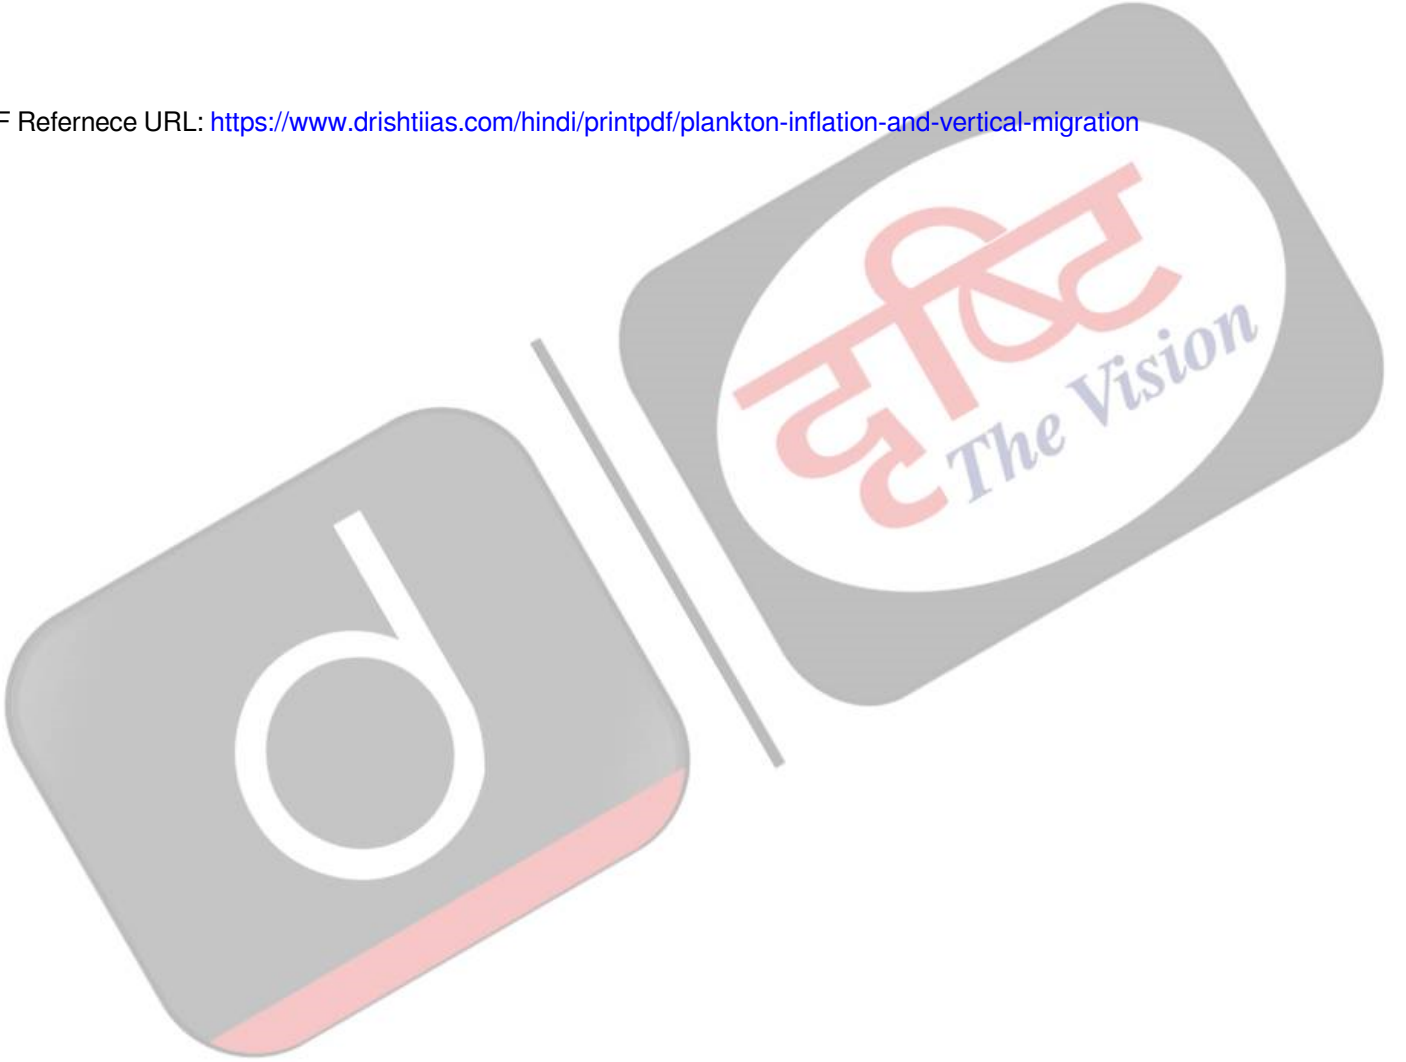 F Refernece URL: https://www.drishtiias.com/hindi/printpdf/plankton-inflation-and-vertical-migration
दृष्टि
The Vision
d